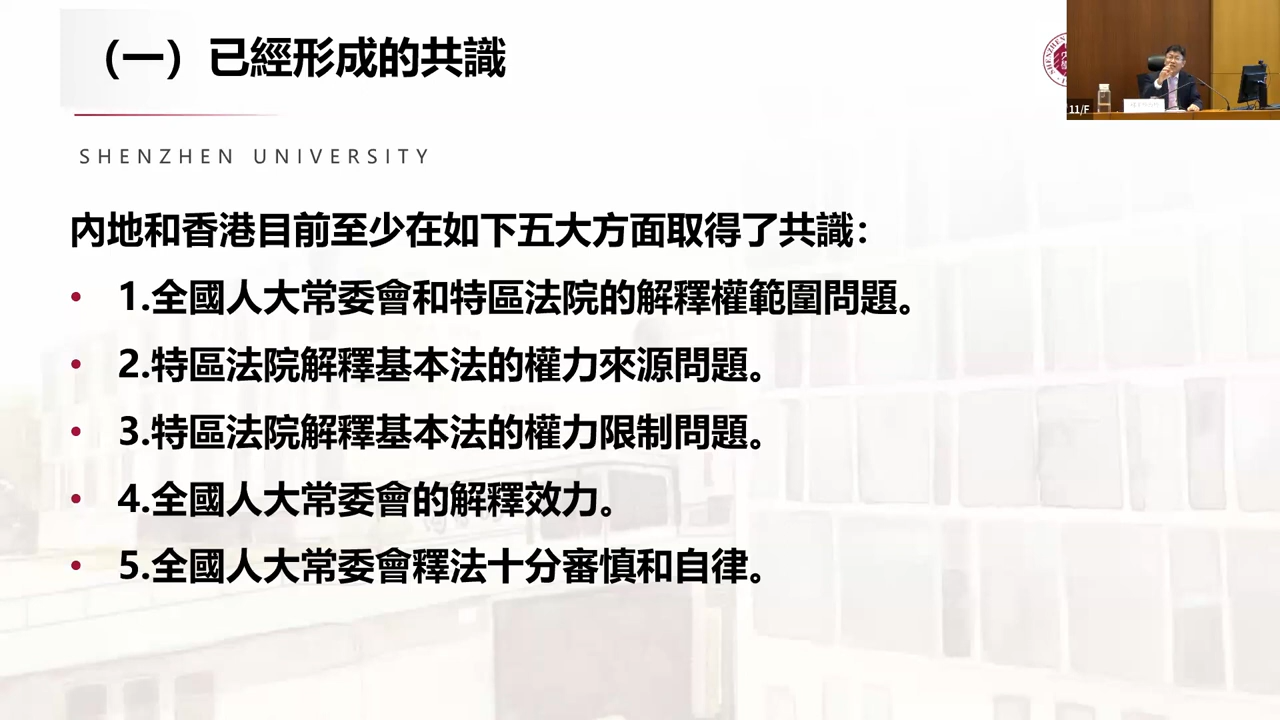 （一）已經形成的共識
SHENZHEN UNIVERSITY
內地和香港目前至少在如下五大方面取得了共識：
• 1.全國人大常委會和特區法院的解釋權範圍問題。
• 2.特區法院解釋基本法的權力來源問題。
• 3.特區法院解釋基本法的權力限制問題。
• 4.全國人大常委會的解釋效力。
• 5.全國人大常委會釋法十分審慎和自律。
11/F